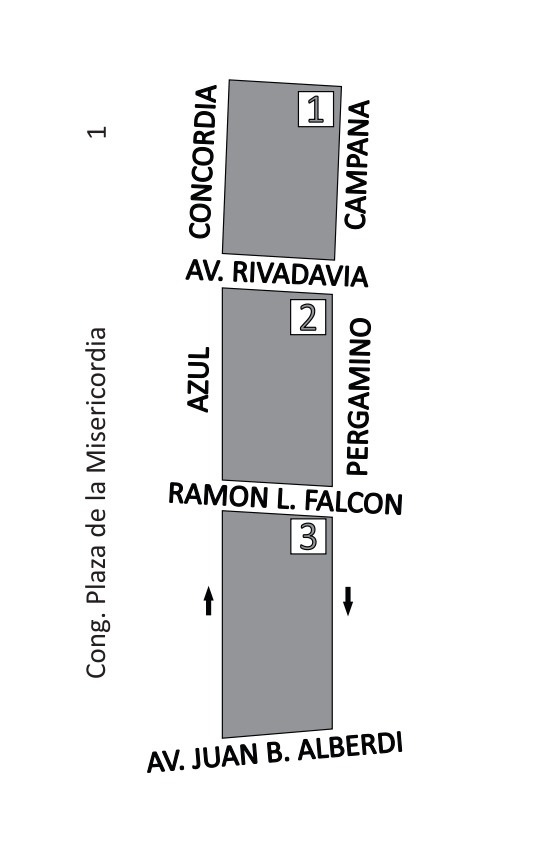 Cong. Plaza de la Misericordia 1
AV. JUAN B. ALBERDI
RAMON L. FALCON
AZUL
AV. RIVADAVIA
CONCORDIA
3
2
1
PERGAMINO
CAMPANA